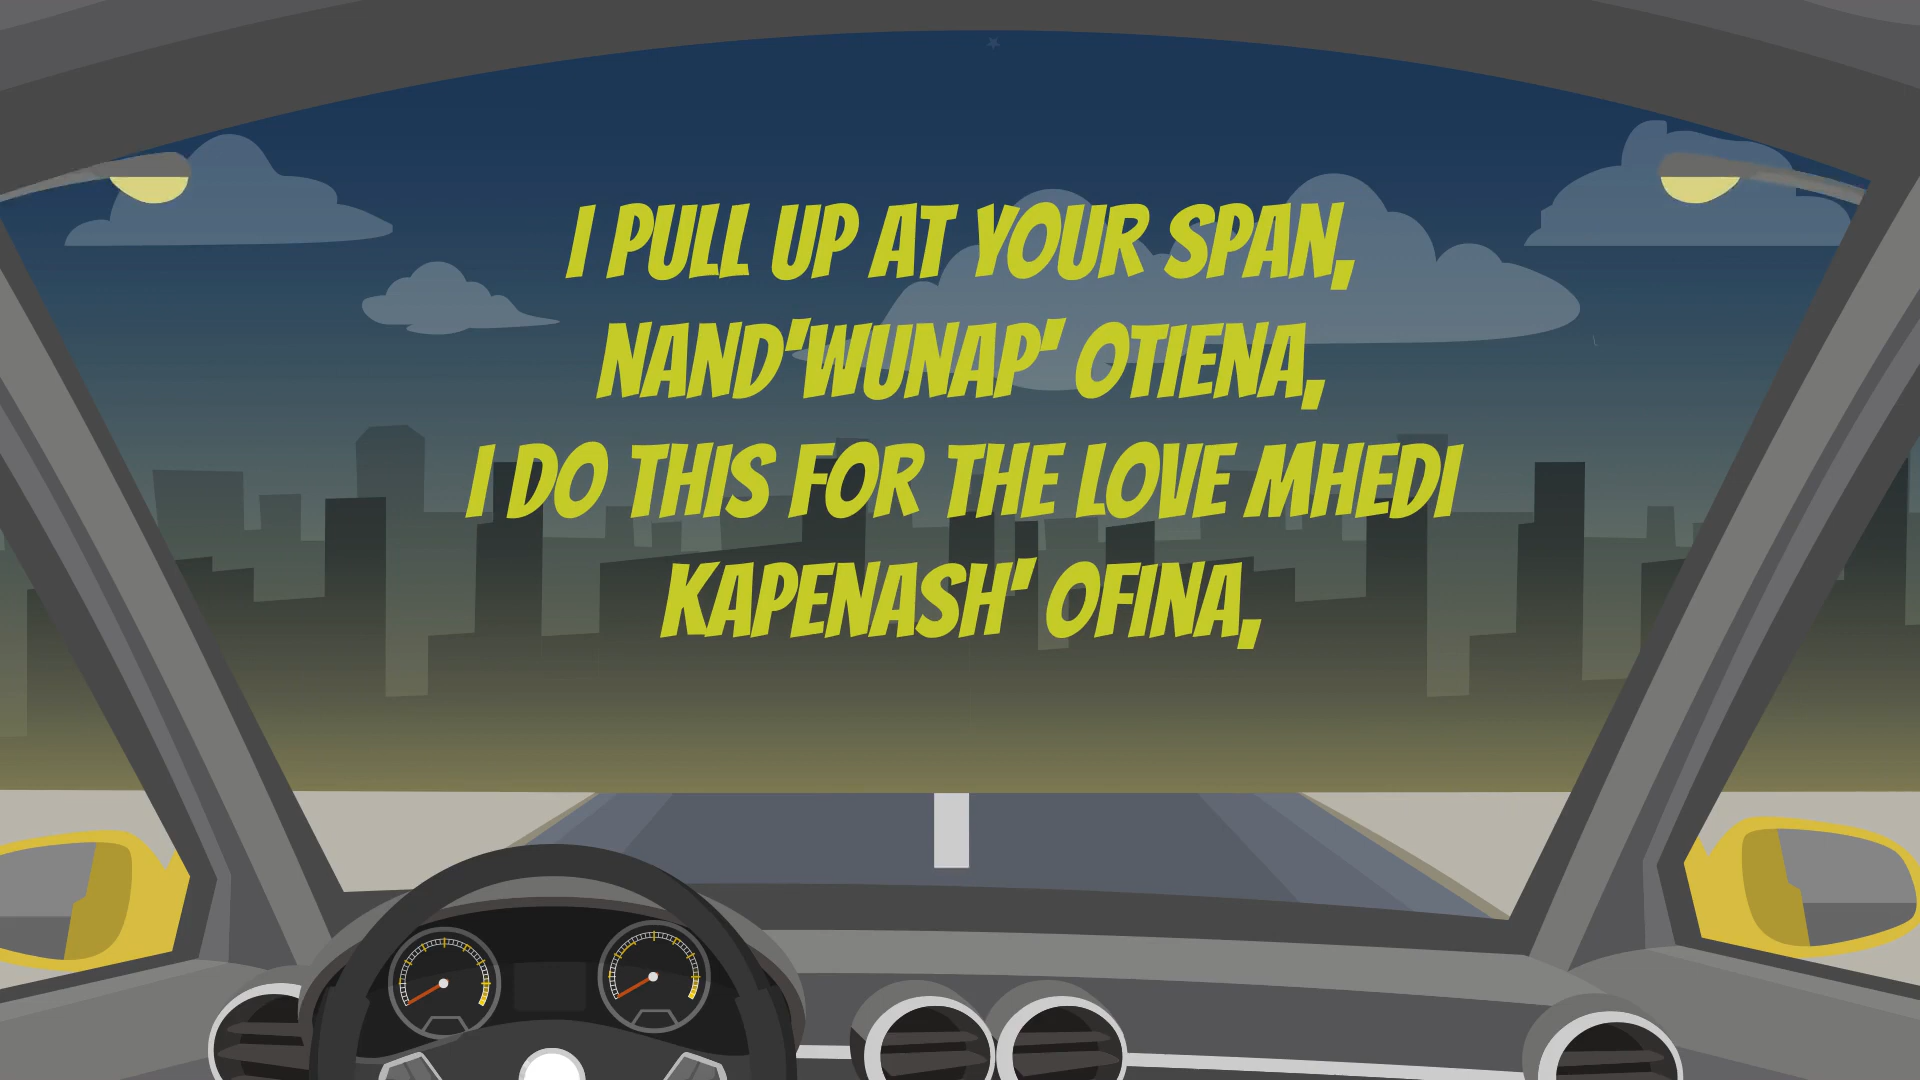 I PULL UP AT YOUR SPAN,
NAND'WUNAP' OTIENA,
I DO THIS FOR THE LOVE MHEDI
KAPENASH' OFINA,